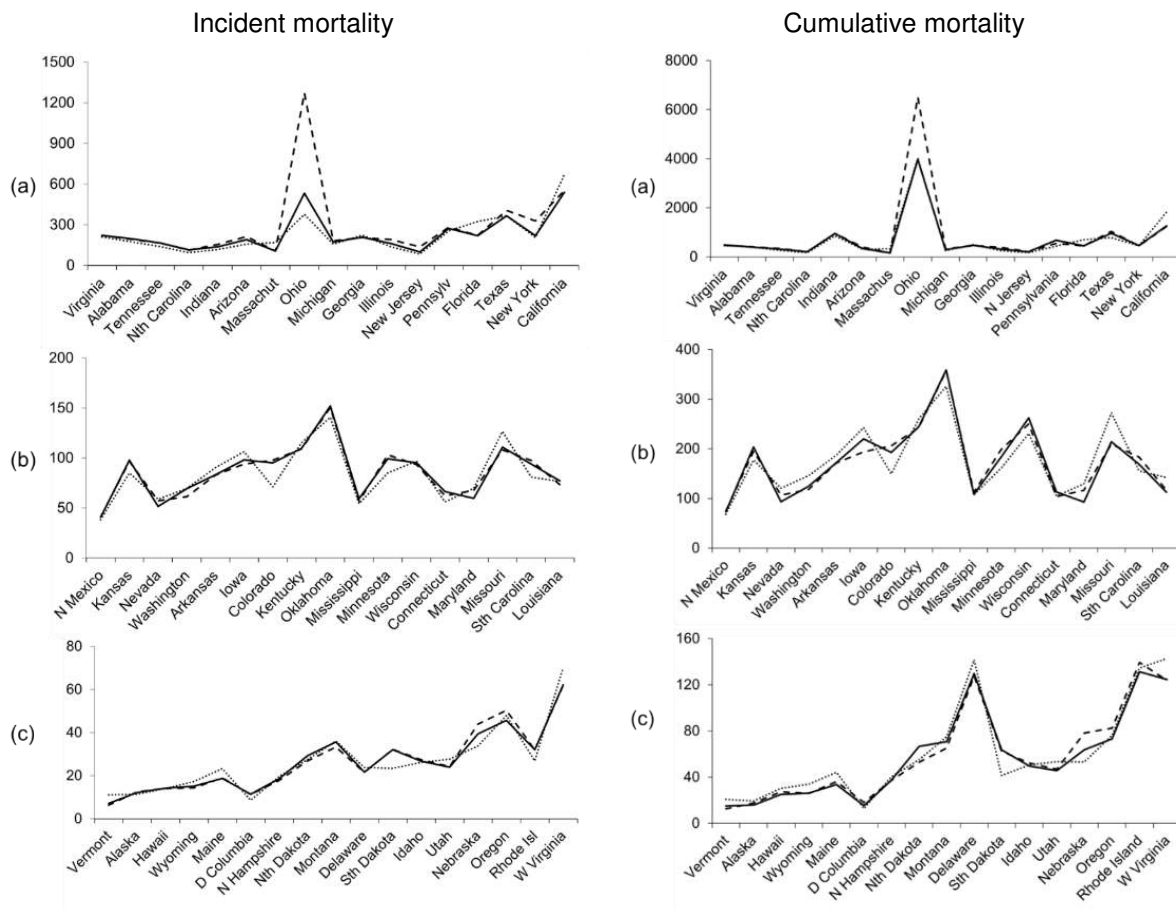 Incident mortality
Cumulative mortality
(a)
1500
1200
900
600
300
0
Virginia
Alabama
Tennessee
Nth Carolina
Indiana
Arizona
Massachut
Ohio
Michigan
Georgia
Illinois
New Jersey
Pennsylv
Florida
Texas
New York
California
(a)
8000
6000
4000
2000
0
Virginia
Alabama
Tennessee
Nth Carolina
Indiana
Arizona
Massachus
Ohio
Michigan
Georgia
Illinois
N Jersey
Pennsylvania
Florida
Texas
New York
California
(b)
200
150
100
50
0
N Mexico
Kansas
Nevada
Washington
Arkansas
Iowa
Colorado
Kentucky
Oklahoma
Mississippi
Minnesota
Wisconsin
Connecticut
Maryland
Missouri
Sth Carolina
Louisiana
(b)
400
300
200
100
0
N Mexico
Kansas
Nevada
Washington
Arkansas
Iowa
Colorado
Kentucky
Oklahoma
Mississippi
Minnesota
Wisconsin
Connecticut
Maryland
Missouri
Sth Carolina
Louisiana
(c)
80
60
40
20
0
Vermont
Alaska
Hawaii
Wyoming
Maine
D Columbia
N Hampshire
Nth Dakota
Montana
Delaware
Sth Dakota
Idaho
Utah
Nebraska
Oregon
Rhode Isl
W Virginia
(c)
160
120
80
40
0
Vermont
Alaska
Hawaii
Wyoming
Maine
D Columbia
N Hampshire
Nth Dakota
Montana
Delaware
Sth Dakota
Idaho
Utah
Nebraska
Oregon
Rhode Island
W Virginia